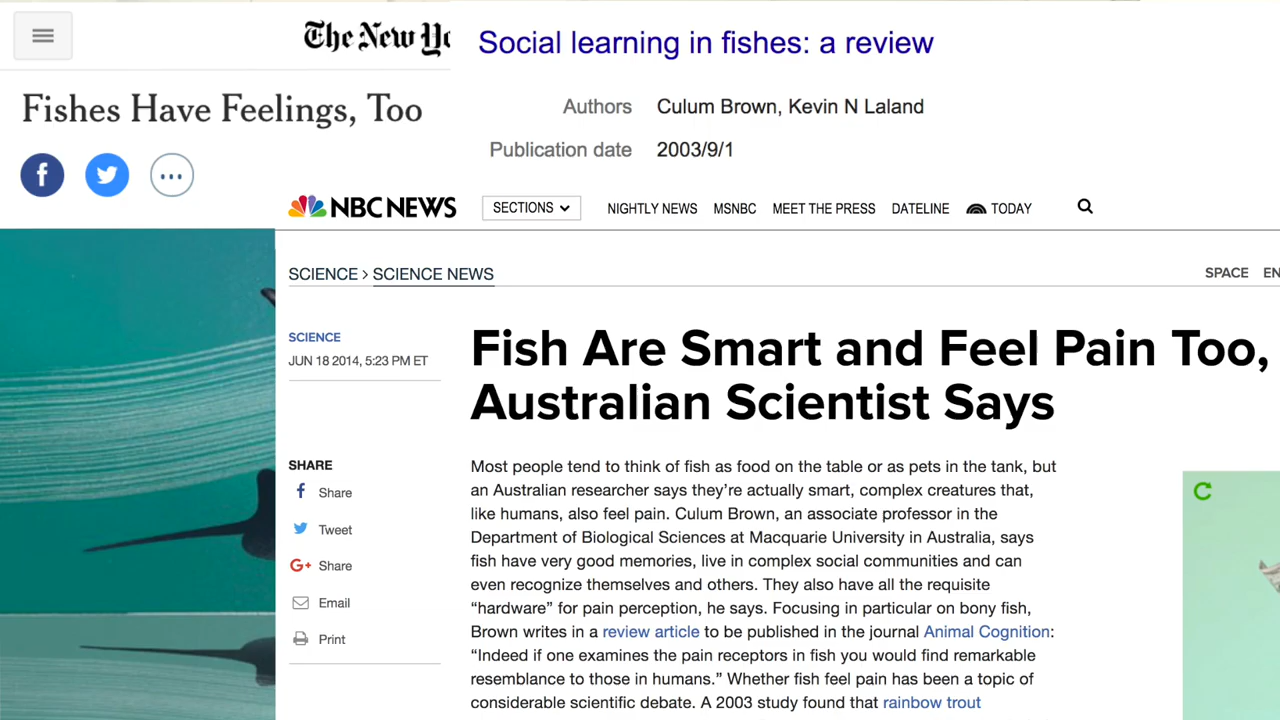 The New Yo
Fishes Have Feelings, Too
Social learning in fishes: a review
Authors Culum Brown, Kevin N Laland
Publication date 2003/9/1
NBC NEWS SECTIONS NIGHTLY NEWS MSNBC MEET THE PRESS DATELINE TODAY
SCIENCE > SCIENCE NEWS SPACE EN
SCIENCE
JUN 18 2014, 5:23 PM ET
SHARE
Share
Tweet
G+ Share
Email
Print
Fish Are Smart and Feel Pain Too,
Australian Scientist Says
Most people tend to think of fish as food on the table or as pets in the tank, but
an Australian researcher says they're actually smart, complex creatures that,
like humans, also feel pain. Culum Brown, an associate professor in the
Department of Biological Sciences at Macquarie University in Australia, says
fish have very good memories, live in complex social communities and can
even recognize themselves and others. They also have all the requisite
“hardware” for pain perception, he says. Focusing in particular on bony fish,
Brown writes in a review article to be published in the journal Animal Cognition:
“Indeed if one examines the pain receptors in fish you would find remarkable
resemblance to those in humans.” Whether fish feel pain has been a topic of
considerable scientific debate. A 2003 study found that rainbow trout